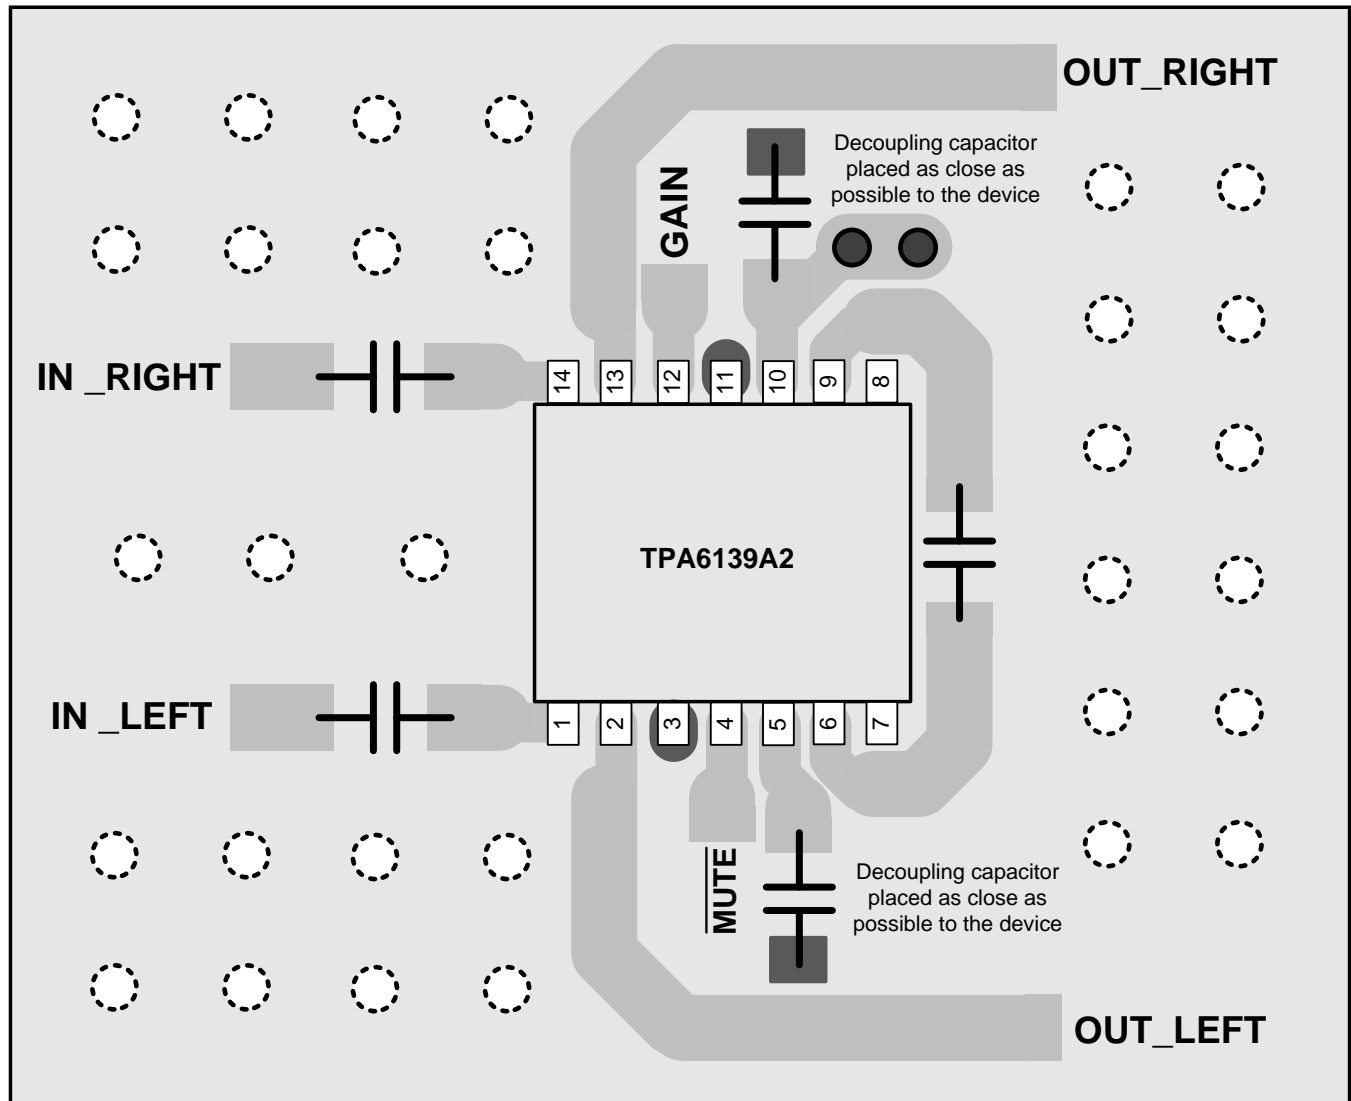 OUT_RIGHT
Decoupling capacitor
placed as close as
possible to the device
GAIN
IN _RIGHT
14
13
12
11
10
9
8
TPA6139A2
IN _LEFT
1
2
3
4
5
6
7
MUTE
Decoupling capacitor
placed as close as
possible to the device
OUT_LEFT